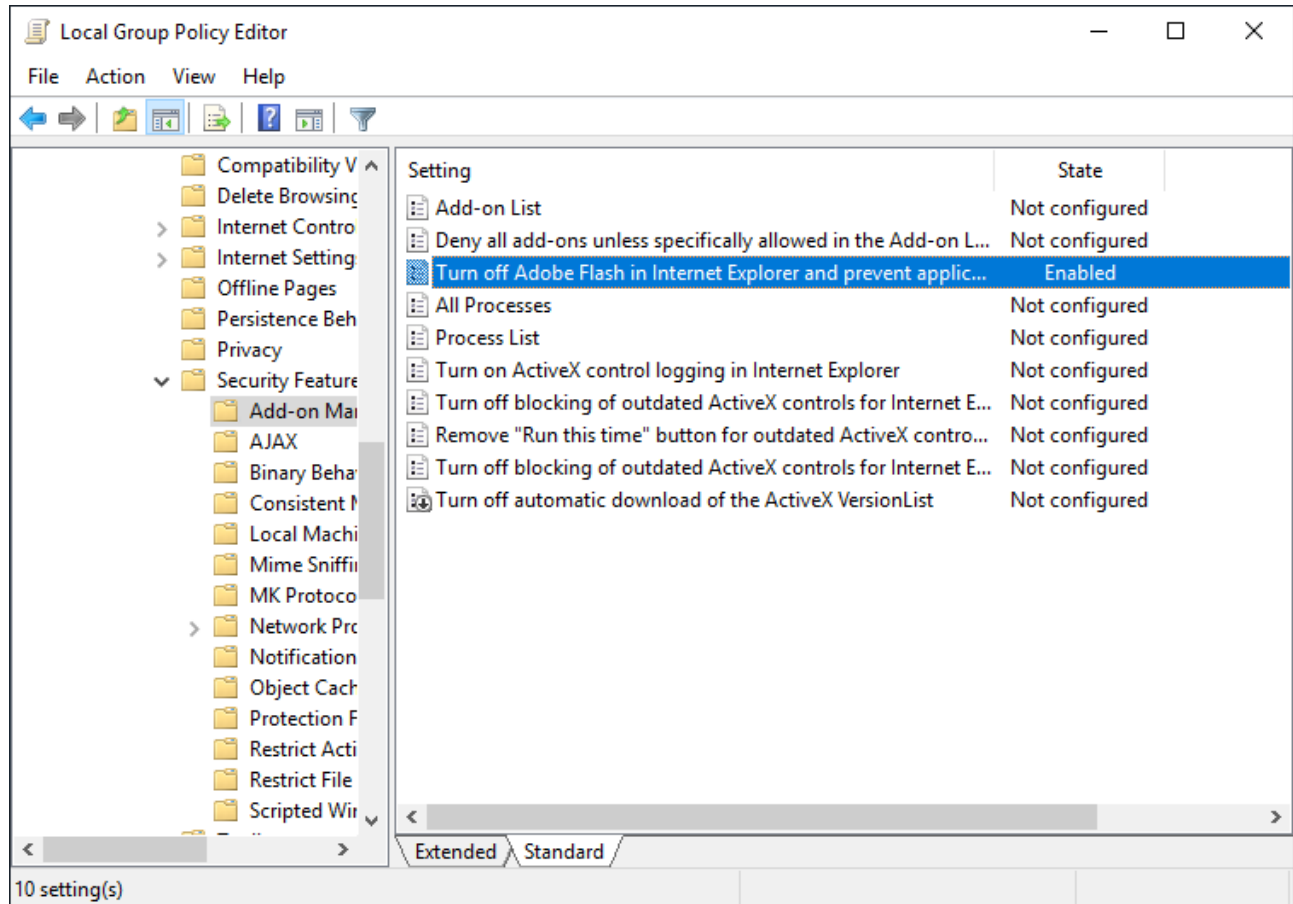 Local Group Policy Editor
File Action View Help
Compatibility V
Delete Browsing
Internet Contro
Internet Setting
Offline Pages
Persistence Beh
Privacy
Security Feature
Add-on Mar
AJAX
Binary Beha
Consistent M
Local Machi
Mime Sniffi
MK Protoco
Network Pro
Notification
Object Cach
Protection F
Restrict Acti
Restrict File
Scripted Wir
Setting State
Add-on List Not configured
Deny all add-ons unless specifically allowed in the Add-on L... Not configured
Turn off Adobe Flash in Internet Explorer and prevent applic... Enabled
All Processes Not configured
Process List Not configured
Turn on ActiveX control logging in Internet Explorer Not configured
Turn off blocking of outdated ActiveX controls for Internet E... Not configured
Remove "Run this time" button for outdated ActiveX contro... Not configured
Turn off blocking of outdated ActiveX controls for Internet E... Not configured
Turn off automatic download of the ActiveX VersionList Not configured
Extended Standard
10 setting(s)